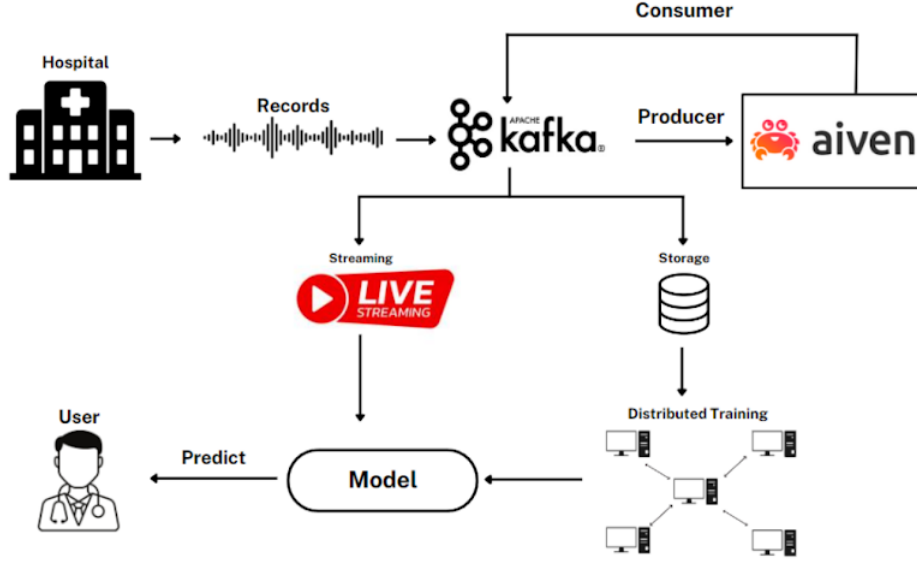 Consumer
Hospital
Records
APACHE
kafka®
Producer
aiven
Streaming
LIVE
STREAMING
Storage
User
Predict
Model
Distributed Training